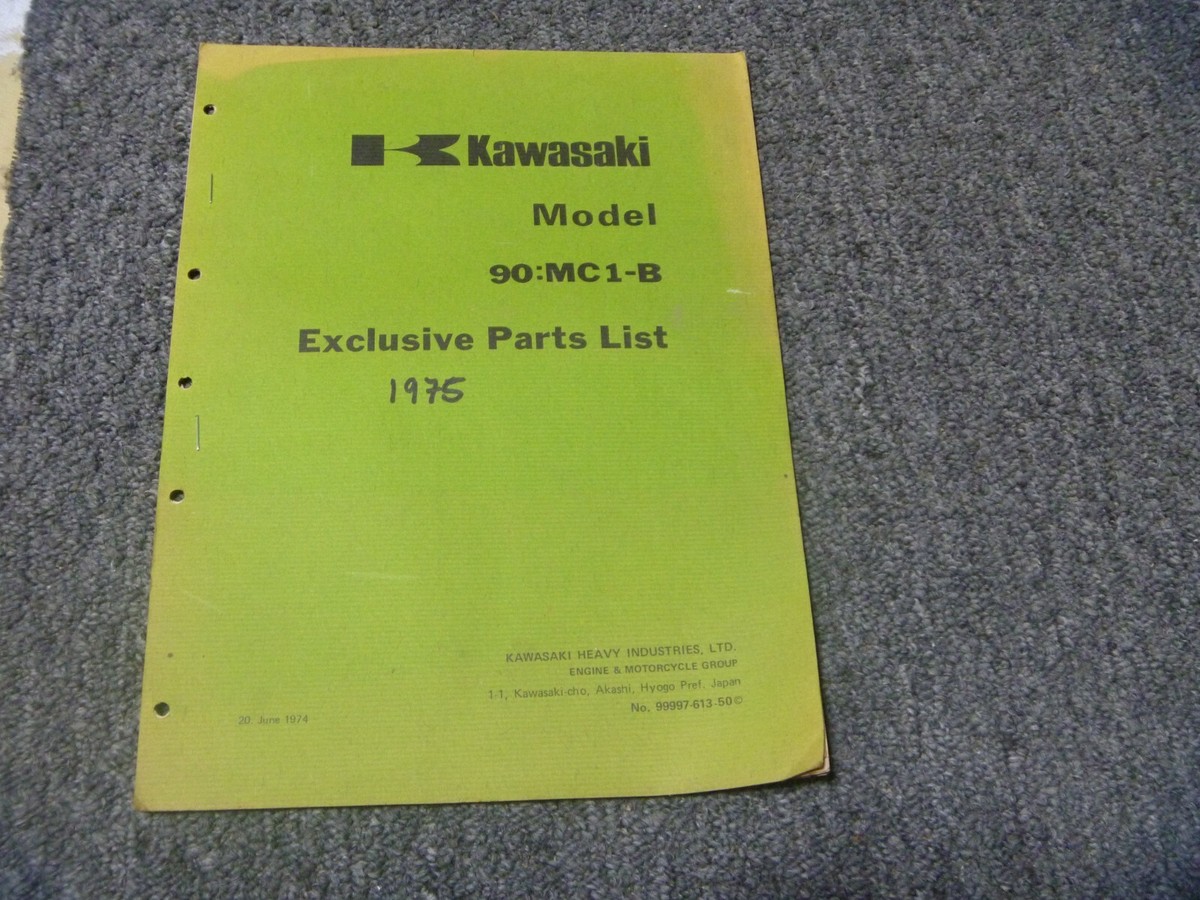 Kawasaki
Model
90:MC1-B
Exclusive Parts List
1975
KAWASAKI HEAVY INDUSTRIES, LTD.
ENGINE & MOTORCYCLE GROUP
1-1, Kawasaki-cho, Akashi, Hyogo Pref. Japan
No. 99997-613-50©
20 June 1974